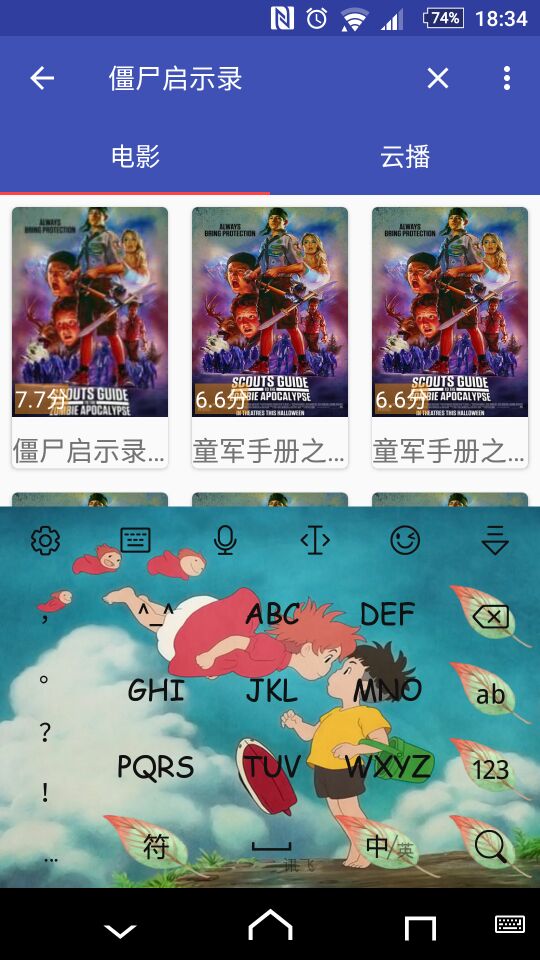 74% 18:34
僵尸启示录
电影 云播
ALWAYS
BRING PROTECTION
SCOUTS GUIDE
TO THE
ZOMBIE APOCALYPSE
7.7分
僵尸启示录...
ALWAYS
BRING PROTECTION
SCOUTS GUIDE
TO THE
ZOMBIE APOCALYPSE
IN THEATRES THIS HALLOWEEN
6.6分
童军手册之...
ALWAYS
BRING PROTECTION
SCOUTS GUIDE
TO THE
ZOMBIE APOCALYPSE
IN THEATRES THIS HALLOWEEN
6.6分
童军手册之...
, ^_^ ABC DEF
。 GHI JKL MNO ab
? PQRS TUV WXYZ 123
!
... 符 中/英
讯飞